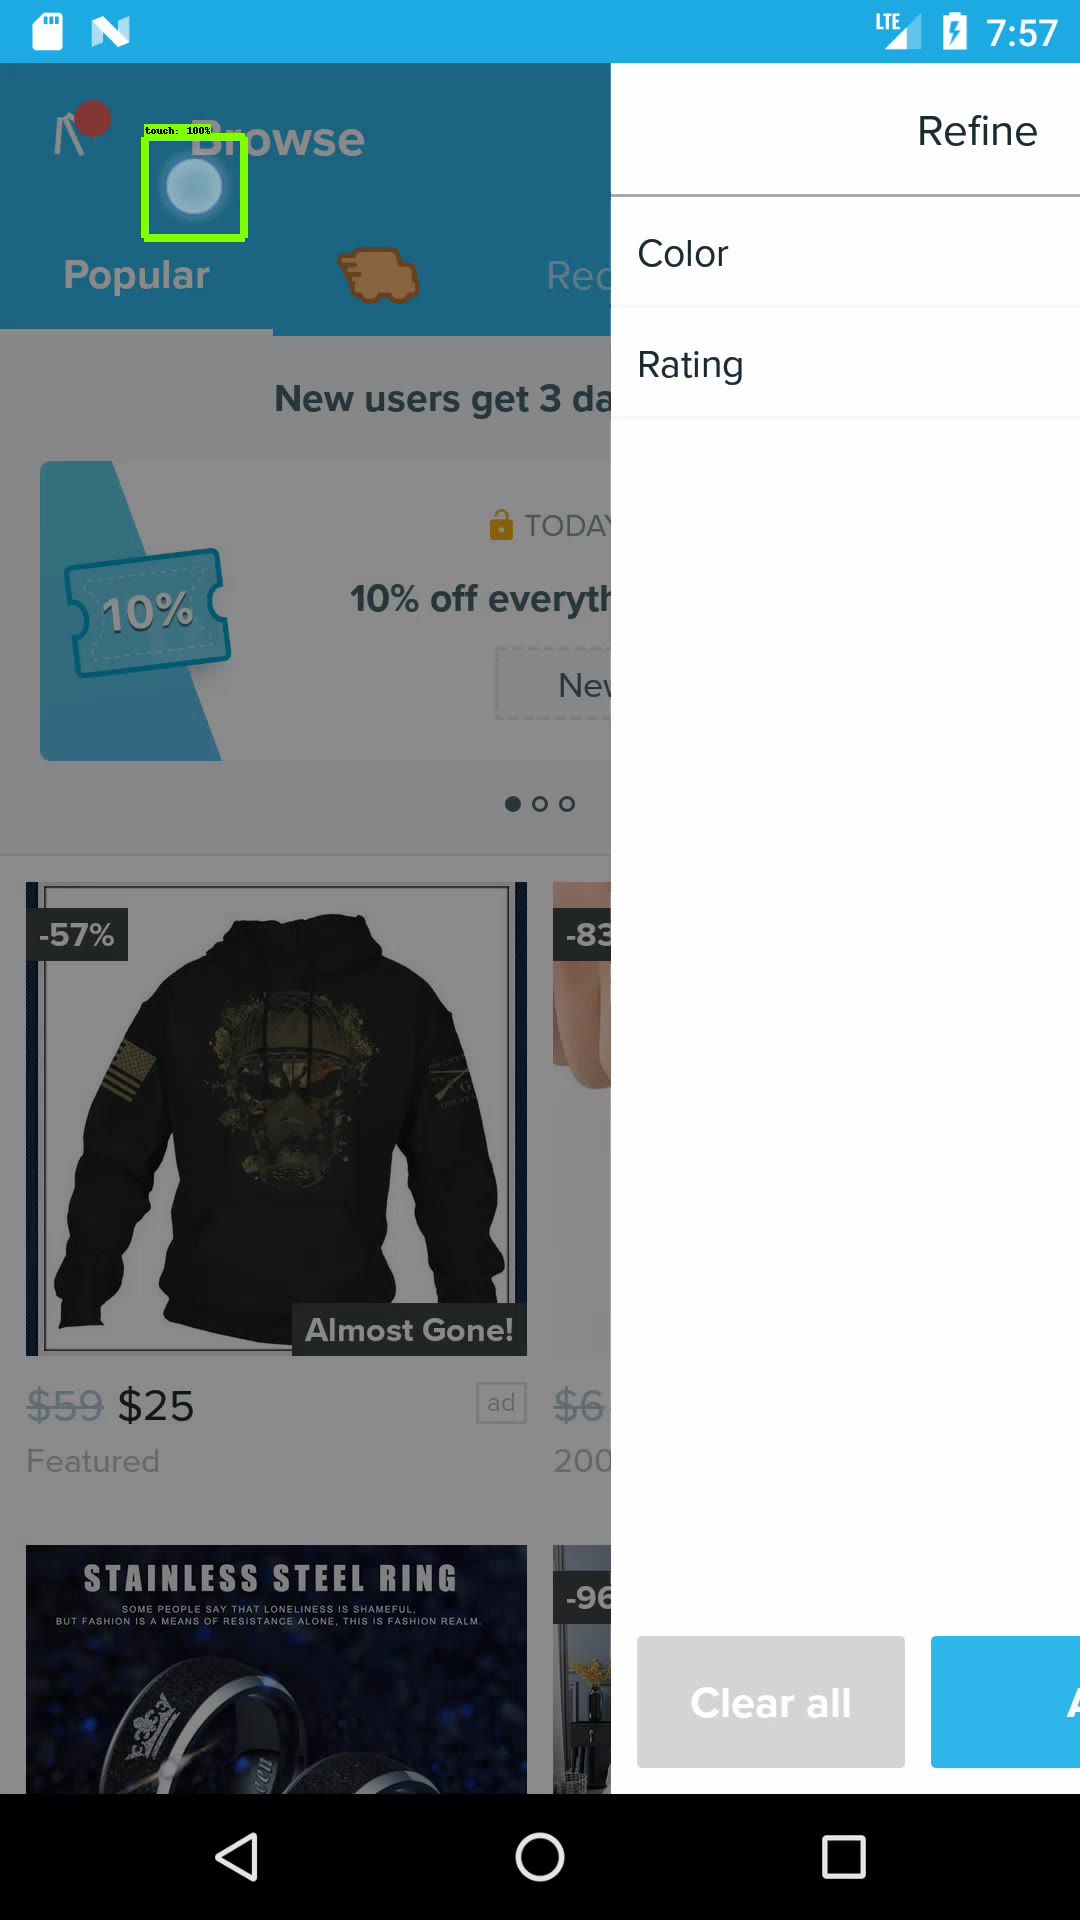 LTE 7:57
touch: 100%
Browse
Refine
Popular
Rec
Color
Rating
New users get 3 da
TODAY
10%
10% off everyth
New
-57%
-83
Almost Gone!
$59 $25
ad
$6
Featured
200
STAINLESS STEEL RING
SOME PEOPLE SAY THAT LONELINESS IS SHAMEFUL,
BUT FASHION IS A MEANS OF RESISTANCE ALONE, THIS IS FASHION REALM.
-96
Clear all
A